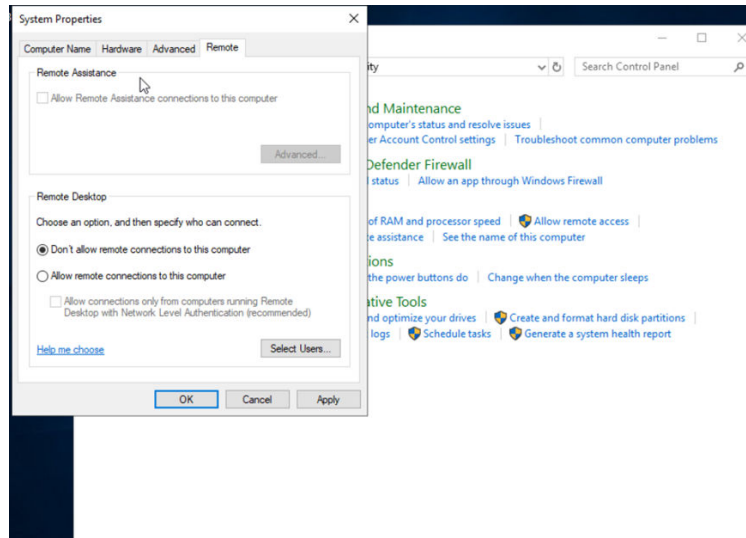 System Properties
Computer Name Hardware Advanced Remote
Remote Assistance
Allow Remote Assistance connections to this computer
Advanced...
Remote Desktop
Choose an option, and then specify who can connect.
Don't allow remote connections to this computer
Allow remote connections to this computer
Allow connections only from computers running Remote
Desktop with Network Level Authentication (recommended)
Help me choose
Select Users...
OK Cancel Apply
ity
Search Control Panel
nd Maintenance
omputer's status and resolve issues
er Account Control settings Troubleshoot common computer problems
Defender Firewall
l status Allow an app through Windows Firewall
of RAM and processor speed Allow remote access
te assistance See the name of this computer
ions
the power buttons do Change when the computer sleeps
ative Tools
nd optimize your drives Create and format hard disk partitions
logs Schedule tasks Generate a system health report